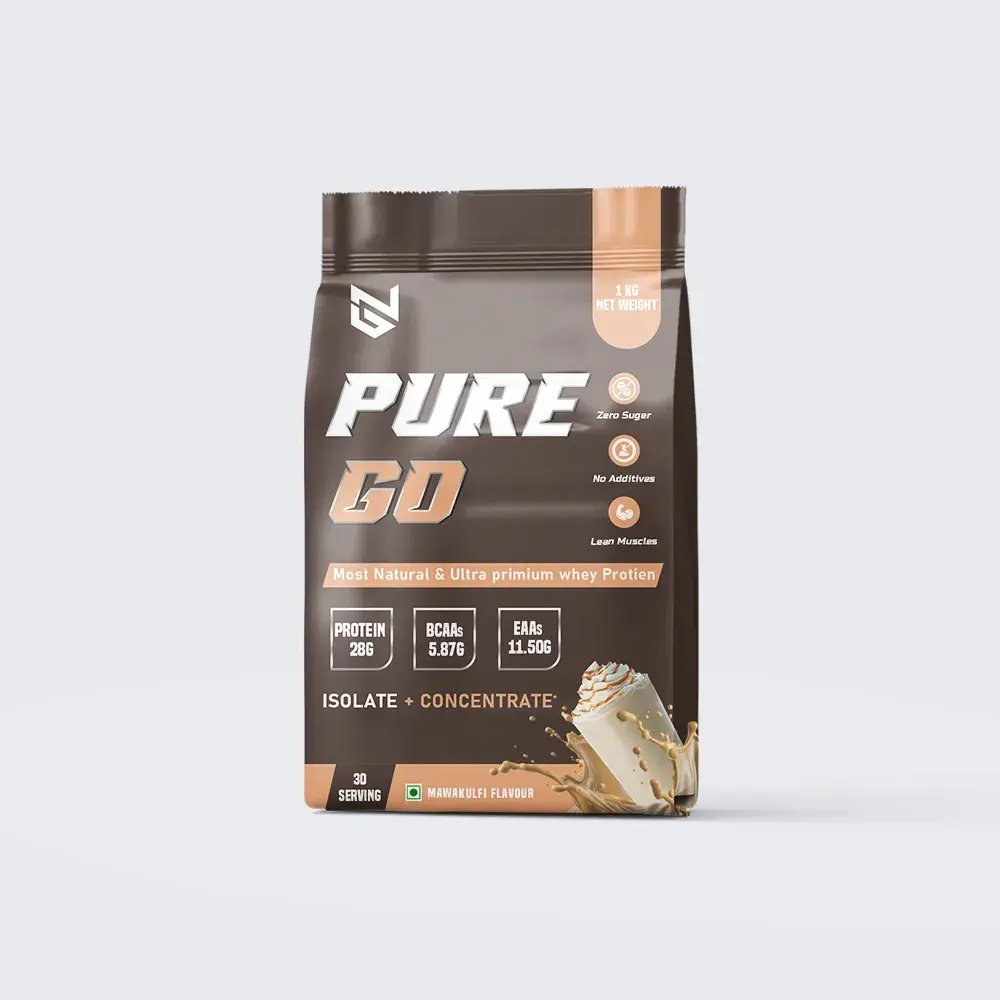 1 KG
NET WEIGHT
PURE
GO
Zero Suger
No Additives
Lean Muscles
Most Natural & Ultra primium whey Protien
PROTEIN
28G
BCAAs
5.87G
EAAs
11.50G
ISOLATE + CONCENTRATE*
30
SERVING
MAWAKULFI FLAVOUR